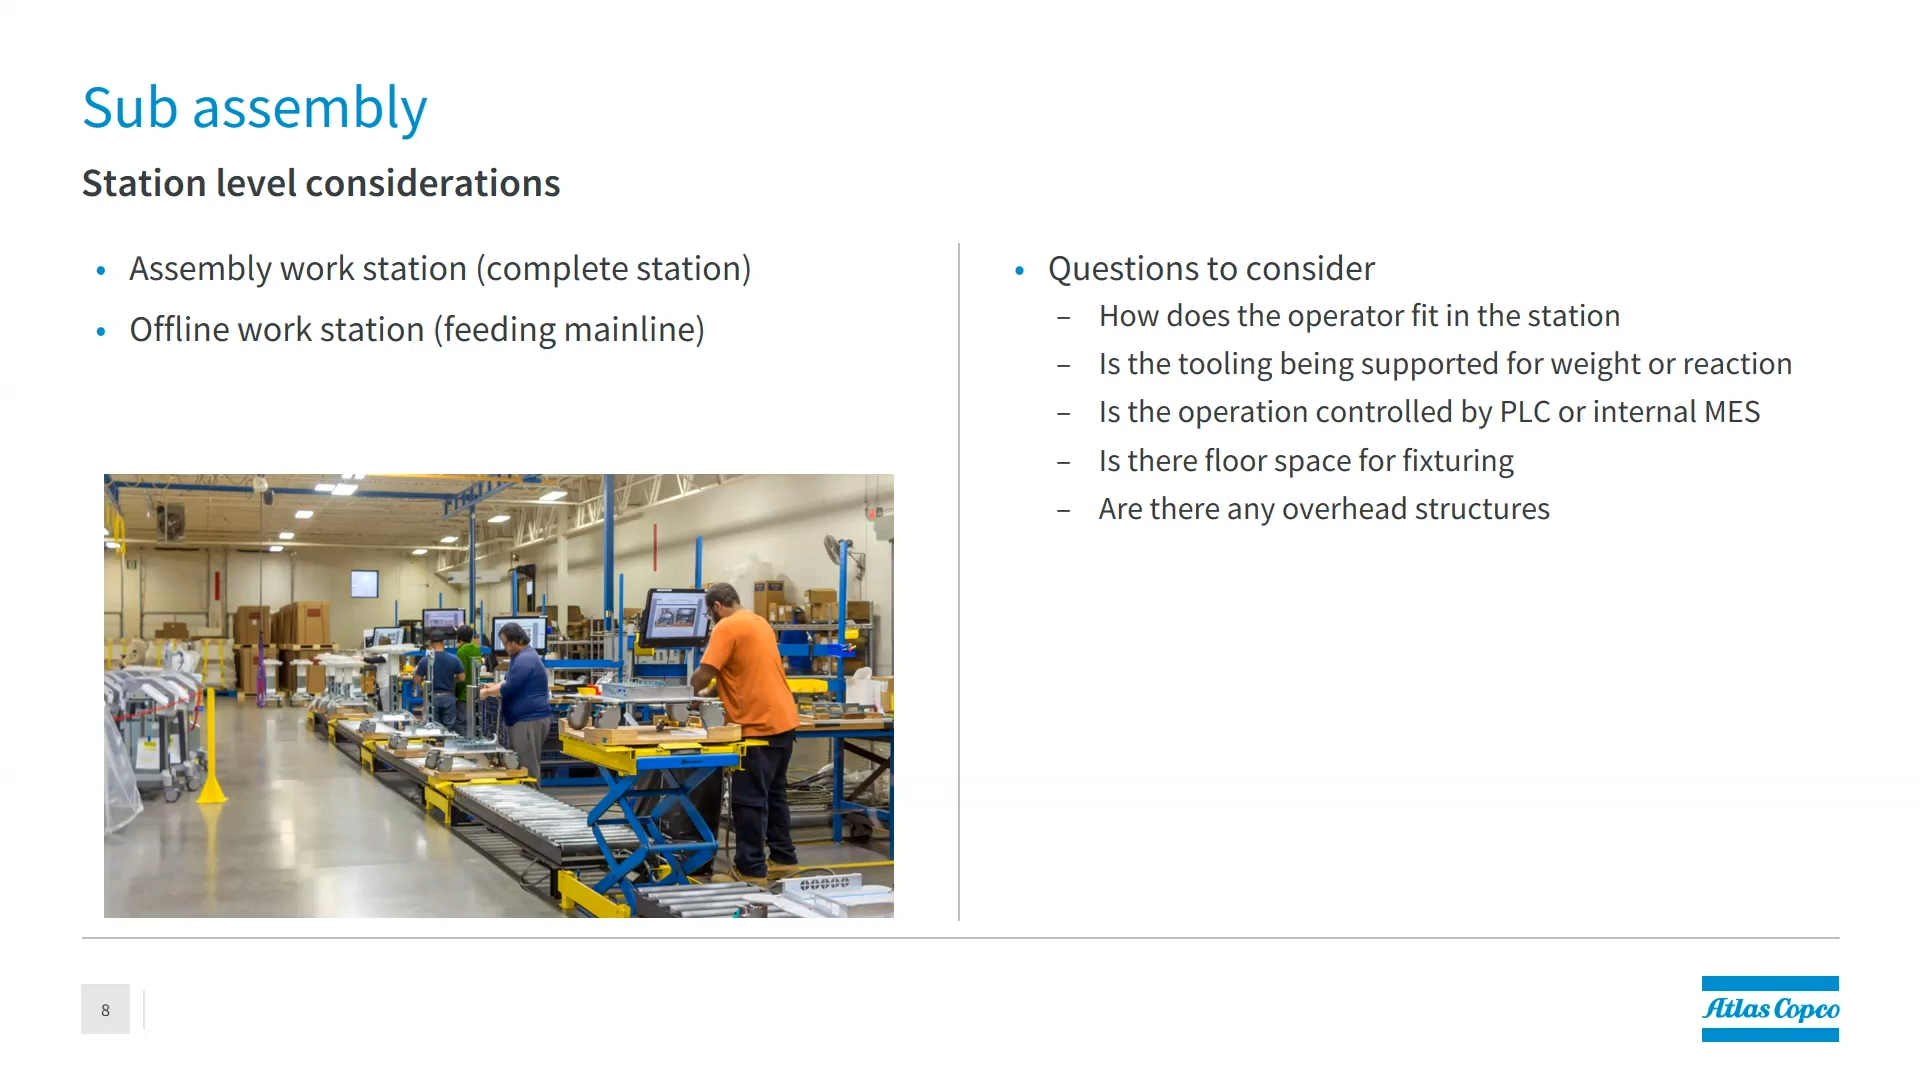 Sub assembly
Station level considerations
• Assembly work station (complete station)
• Offline work station (feeding mainline)
• Questions to consider
– How does the operator fit in the station
– Is the tooling being supported for weight or reaction
– Is the operation controlled by PLC or internal MES
– Is there floor space for fixturing
– Are there any overhead structures
8
Atlas Copco